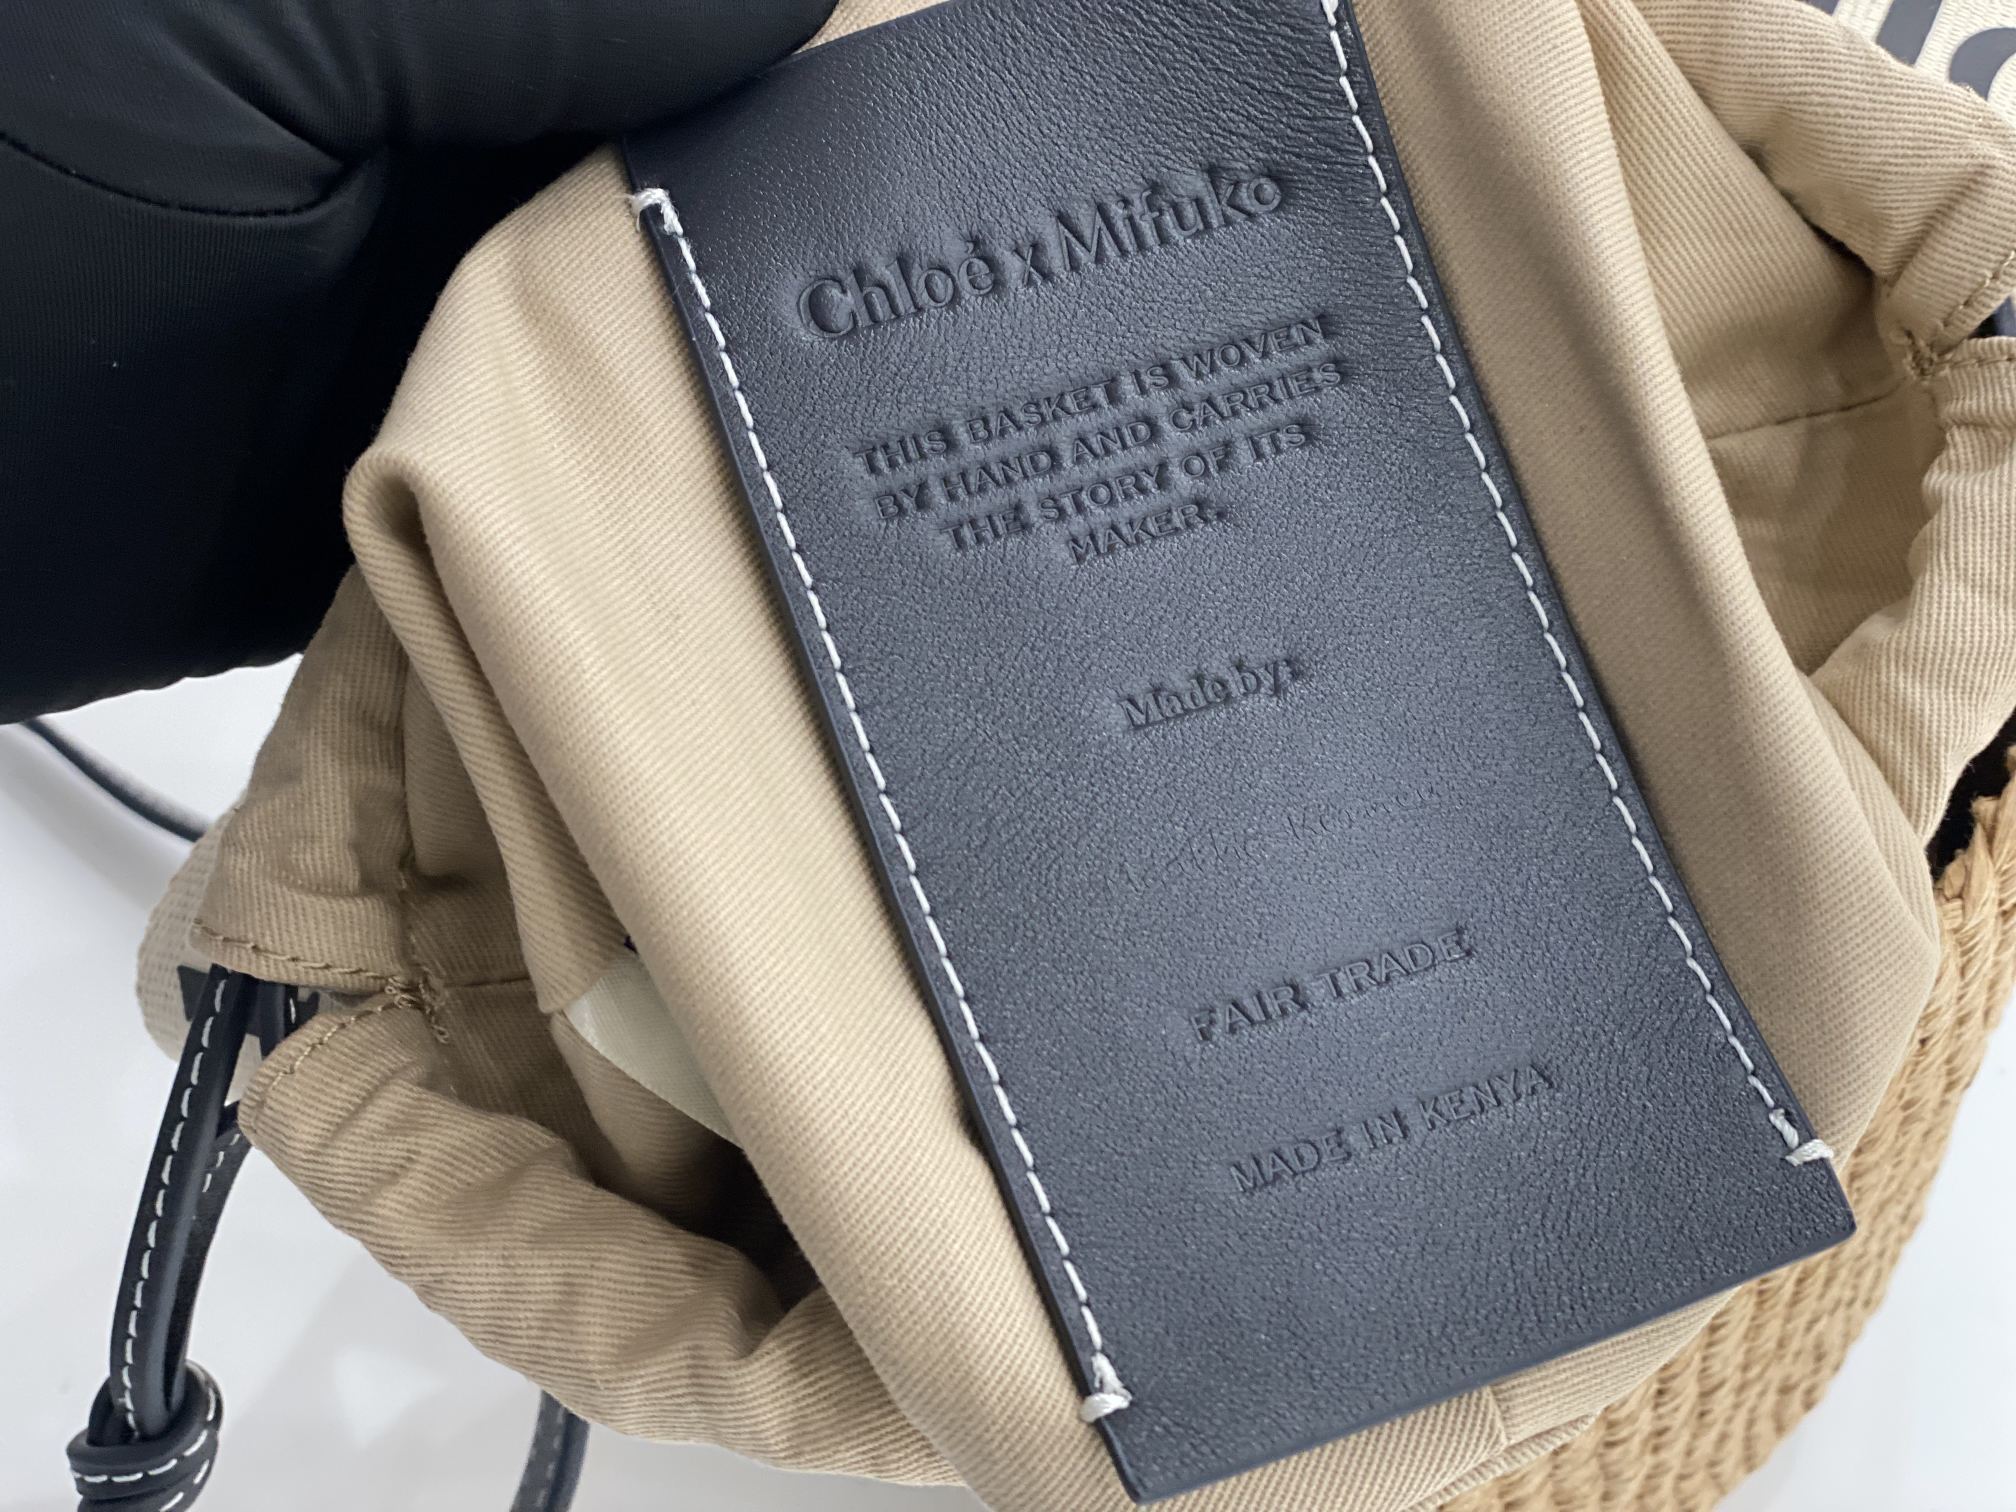 Chloé x Mifuko
THIS BASKET IS WOVEN
BY HAND AND CARRIES
THE STORY OF ITS
MAKER.
Made by:
FAIR TRADE
MADE IN KENYA